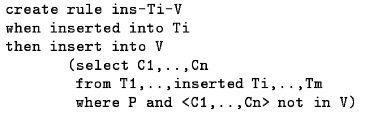 create rule ins-Ti-V
when inserted into Ti
then insert into V
(select C1,..,Cn
from T1,..,inserted Ti,..,Tm
where P and <C1,..,Cn> not in V)